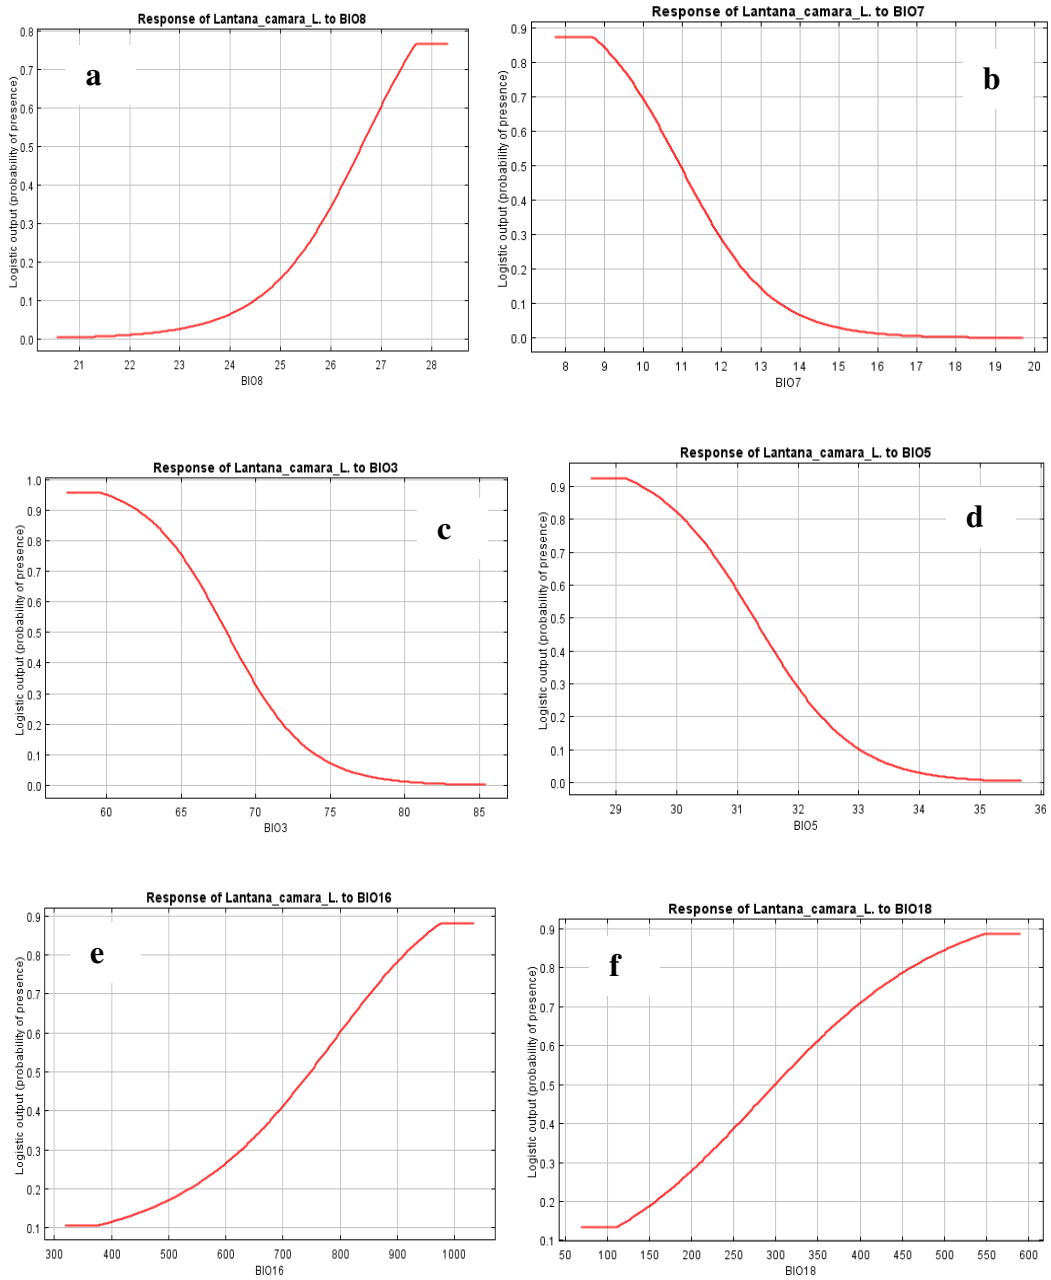 Response of Lantana_camara_L. to BIO8
Logistic output (probability of presence)
0.8
0.7
0.6
0.5
0.4
0.3
0.2
0.1
0.0
a
21 22 23 24 25 26 27 28
BIO8
Response of Lantana_camara_L. to BIO7
Logistic output (probability of presence)
0.9
0.8
0.7
0.6
0.5
0.4
0.3
0.2
0.1
0.0
b
8 9 10 11 12 13 14 15 16 17 18 19 20
BIO7
Response of Lantana_camara_L. to BIO3
Logistic output (probability of presence)
1.0
0.9
0.8
0.7
0.6
0.5
0.4
0.3
0.2
0.1
0.0
c
60 65 70 75 80 85
BIO3
Response of Lantana_camara_L. to BIO5
Logistic output (probability of presence)
0.9
0.8
0.7
0.6
0.5
0.4
0.3
0.2
0.1
0.0
d
29 30 31 32 33 34 35 36
BIO5
Response of Lantana_camara_L. to BIO16
Logistic output (probability of presence)
0.9
0.8
0.7
0.6
0.5
0.4
0.3
0.2
0.1
e
300 400 500 600 700 800 900 1000
BIO16
Response of Lantana_camara_L. to BIO18
Logistic output (probability of presence)
0.9
0.8
0.7
0.6
0.5
0.4
0.3
0.2
0.1
f
50 100 150 200 250 300 350 400 450 500 550 600
BIO18